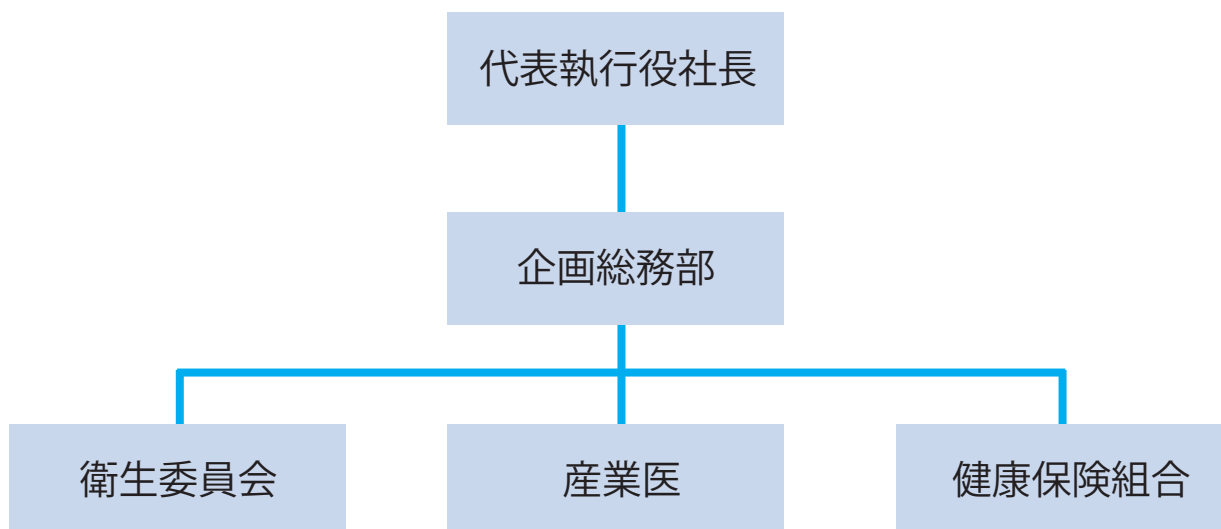 代表執行役社長
企画総務部
衛生委員会
産業医
健康保険組合